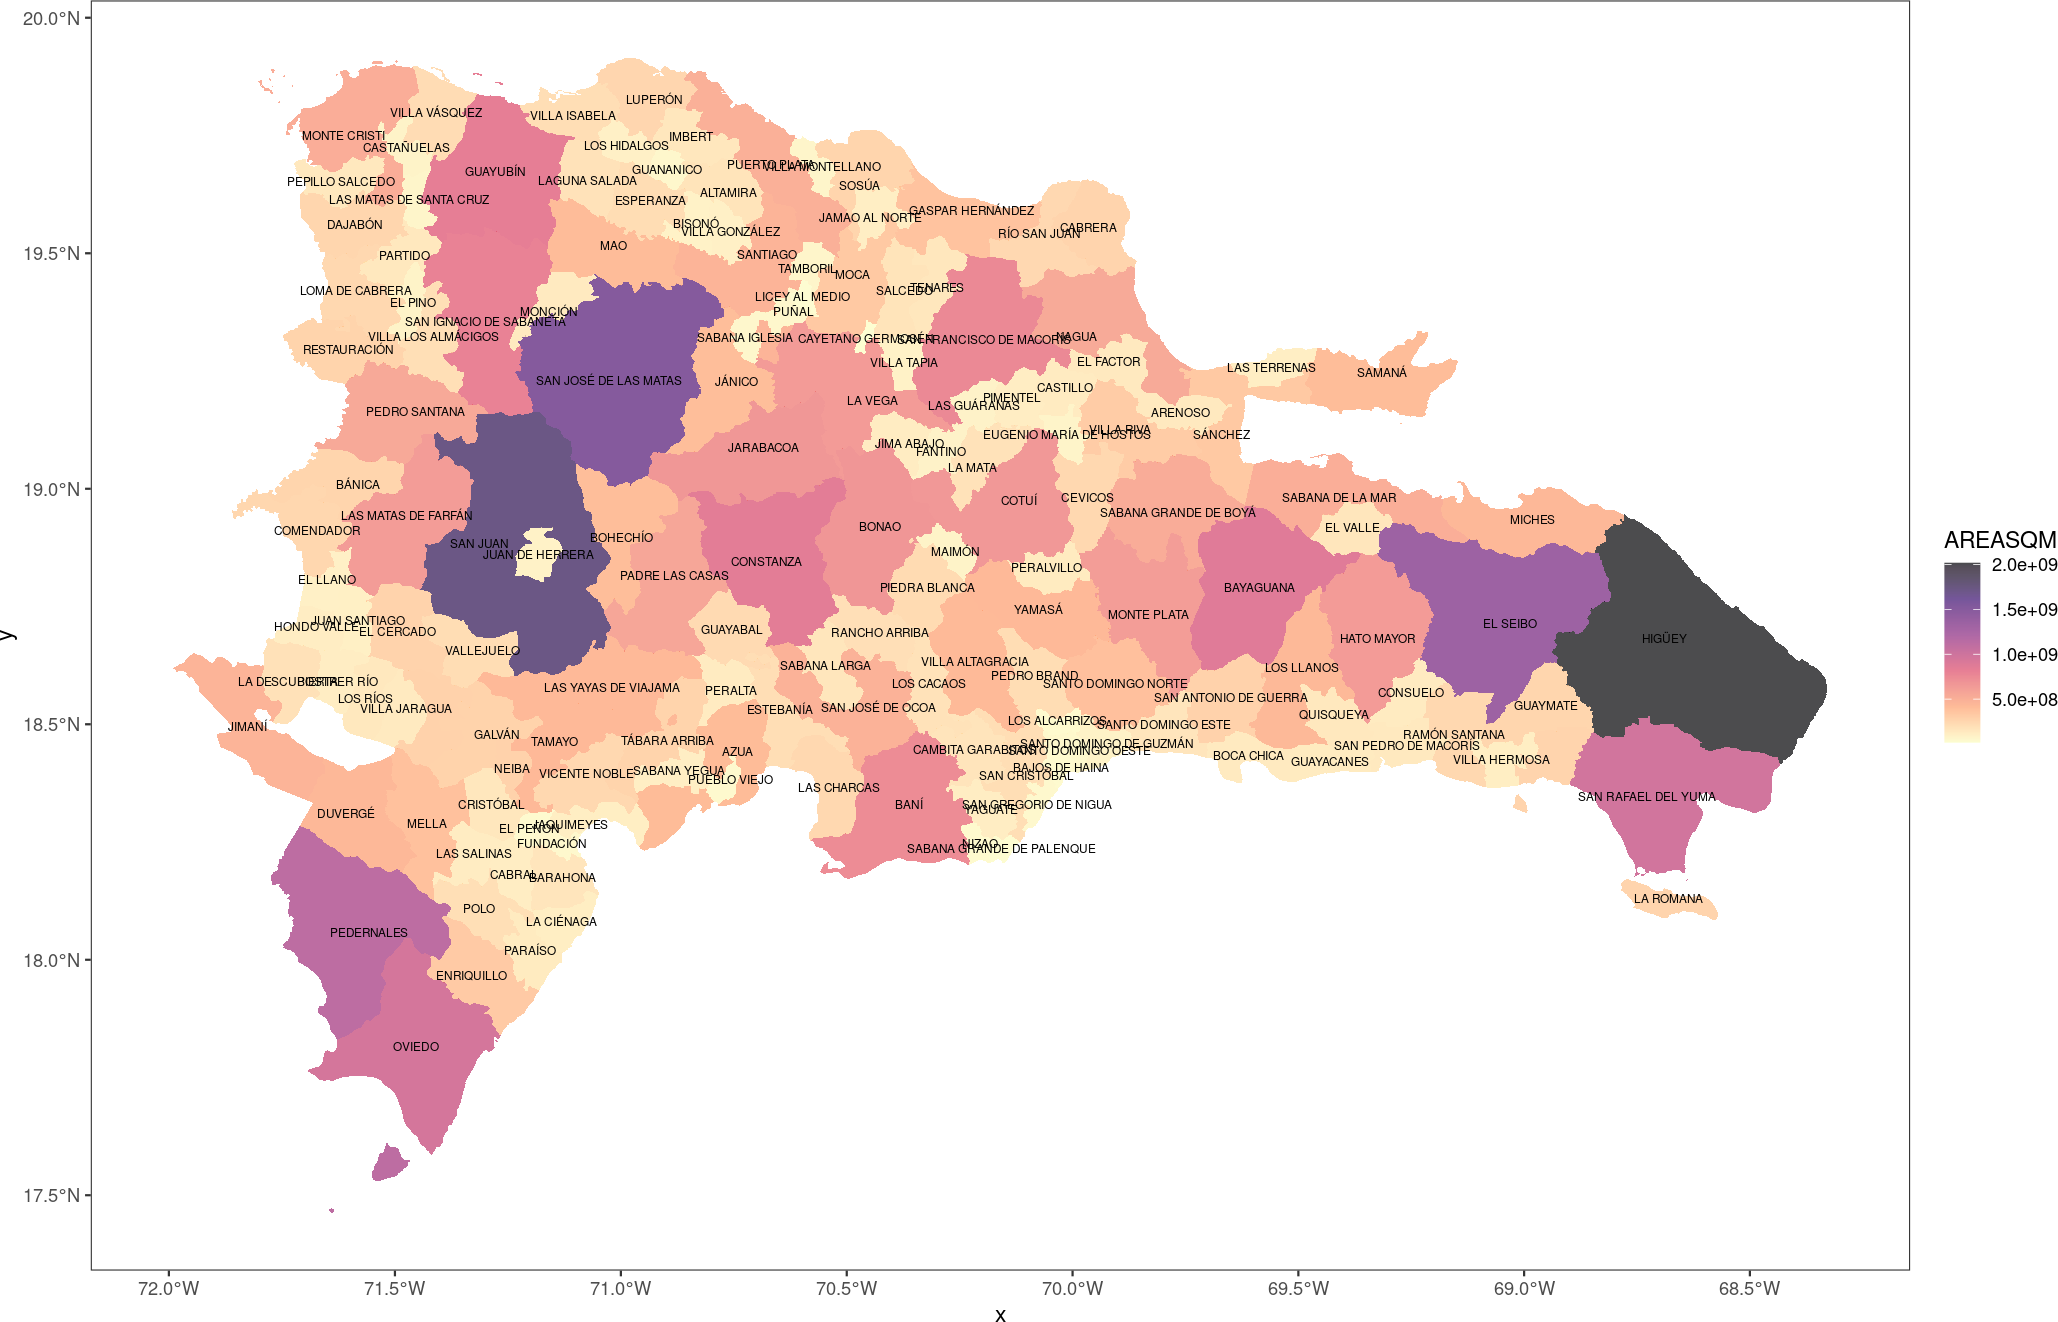 20.0°N
LUPERÓN
VILLA VÁSQUEZ
VILLA ISABELA
MONTE CRISTI
IMBERT
CASTAÑUELAS
LOS HIDALGOS
PUERTO PLATA
VILLA MONTELLANO
GUAYUBÍN
GUANANICO
PEPILLO SALCEDO
LAGUNA SALADA
SOSÚA
ALTAMIRA
LAS MATAS DE SANTA CRUZ
ESPERANZA
GASPAR HERNÁNDEZ
JAMAO AL NORTE
DAJABÓN
BISONÓ
CABRERA
VILLA GONZÁLEZ
RÍO SAN JUAN
MAO
19.5°N
PARTIDO
SANTIAGO
TAMBORIL
MOCA
LOMA DE CABRERA
TENARES
SALCEDO
LICEY AL MEDIO
EL PINO
MONCIÓN
PUÑAL
SAN IGNACIO DE SABANETA
VILLA LOS ALMÁCIGOS
SABANA IGLESIA
CAYETANO GERMOSÉN
SAN FRANCISCO DE MACORÍS
NAGUA
RESTAURACIÓN
VILLA TAPIA
EL FACTOR
LAS TERRENAS
SAMANÁ
SAN JOSÉ DE LAS MATAS
JÁNICO
CASTILLO
PIMENTEL
LA VEGA
LAS GUÁRANAS
PEDRO SANTANA
ARENOSO
VILLA RIVA
EUGENIO MARÍA DE HOSTOS
SÁNCHEZ
JARABACOA
JIMA ABAJO
FANTINO
LA MATA
19.0°N
BÁNICA
COTUÍ
CEVICOS
SABANA DE LA MAR
LAS MATAS DE FARFÁN
SABANA GRANDE DE BOYÁ
MICHES
COMENDADOR
BONAO
EL VALLE
BOHECHÍO
SAN JUAN
JUAN DE HERRERA
MAIMÓN
CONSTANZA
PERALVILLO
EL LLANO
PADRE LAS CASAS
PIEDRA BLANCA
BAYAGUANA
YAMASÁ
MONTE PLATA
JUAN SANTIAGO
HONDO VALLE
EL CERCADO
GUAYABAL
RANCHO ARRIBA
EL SEIBO
HATO MAYOR
HIGÜEY
VALLEJUELO
SABANA LARGA
VILLA ALTAGRACIA
LOS LLANOS
PEDRO BRAND
LA DESCUBIERTA
POSTRER RÍO
LAS YAYAS DE VIAJAMA
PERALTA
LOS CACAOS
SANTO DOMINGO NORTE
LOS RÍOS
CONSUELO
SAN ANTONIO DE GUERRA
VILLA JARAGUA
ESTEBANÍA
SAN JOSÉ DE OCOA
GUAYMATE
QUISQUEYA
18.5°N
JIMANÍ
LOS ALCARRIZOS
SANTO DOMINGO ESTE
GALVÁN
TAMAYO
TÁBARA ARRIBA
AZUA
CAMBITA GARABITOS
SANTO DOMINGO DE GUZMÁN
SANTO DOMINGO OESTE
RAMÓN SANTANA
SAN PEDRO DE MACORÍS
BOCA CHICA
GUAYACANES
VILLA HERMOSA
NEIBA
VICENTE NOBLE
SABANA YEGUA
PUEBLO VIEJO
BAJOS DE HAINA
SAN CRISTÓBAL
LAS CHARCAS
SAN RAFAEL DEL YUMA
CRISTÓBAL
BANÍ
SAN GREGORIO DE NIGUA
YAGUATE
DUVERGÉ
MELLA
EL PEÑÓN
JAQUIMEYES
FUNDACIÓN
NIZAO
SABANA GRANDE DE PALENQUE
LAS SALINAS
CABRAL
BARAHONA
LA ROMANA
POLO
LA CIÉNAGA
PEDERNALES
PARAÍSO
18.0°N
ENRIQUILLO
OVIEDO
17.5°N
72.0°W
71.5°W
71.0°W
70.5°W
70.0°W
69.5°W
69.0°W
68.5°W
x
y
AREASQM
2.0e+09
1.5e+09
1.0e+09
5.0e+08